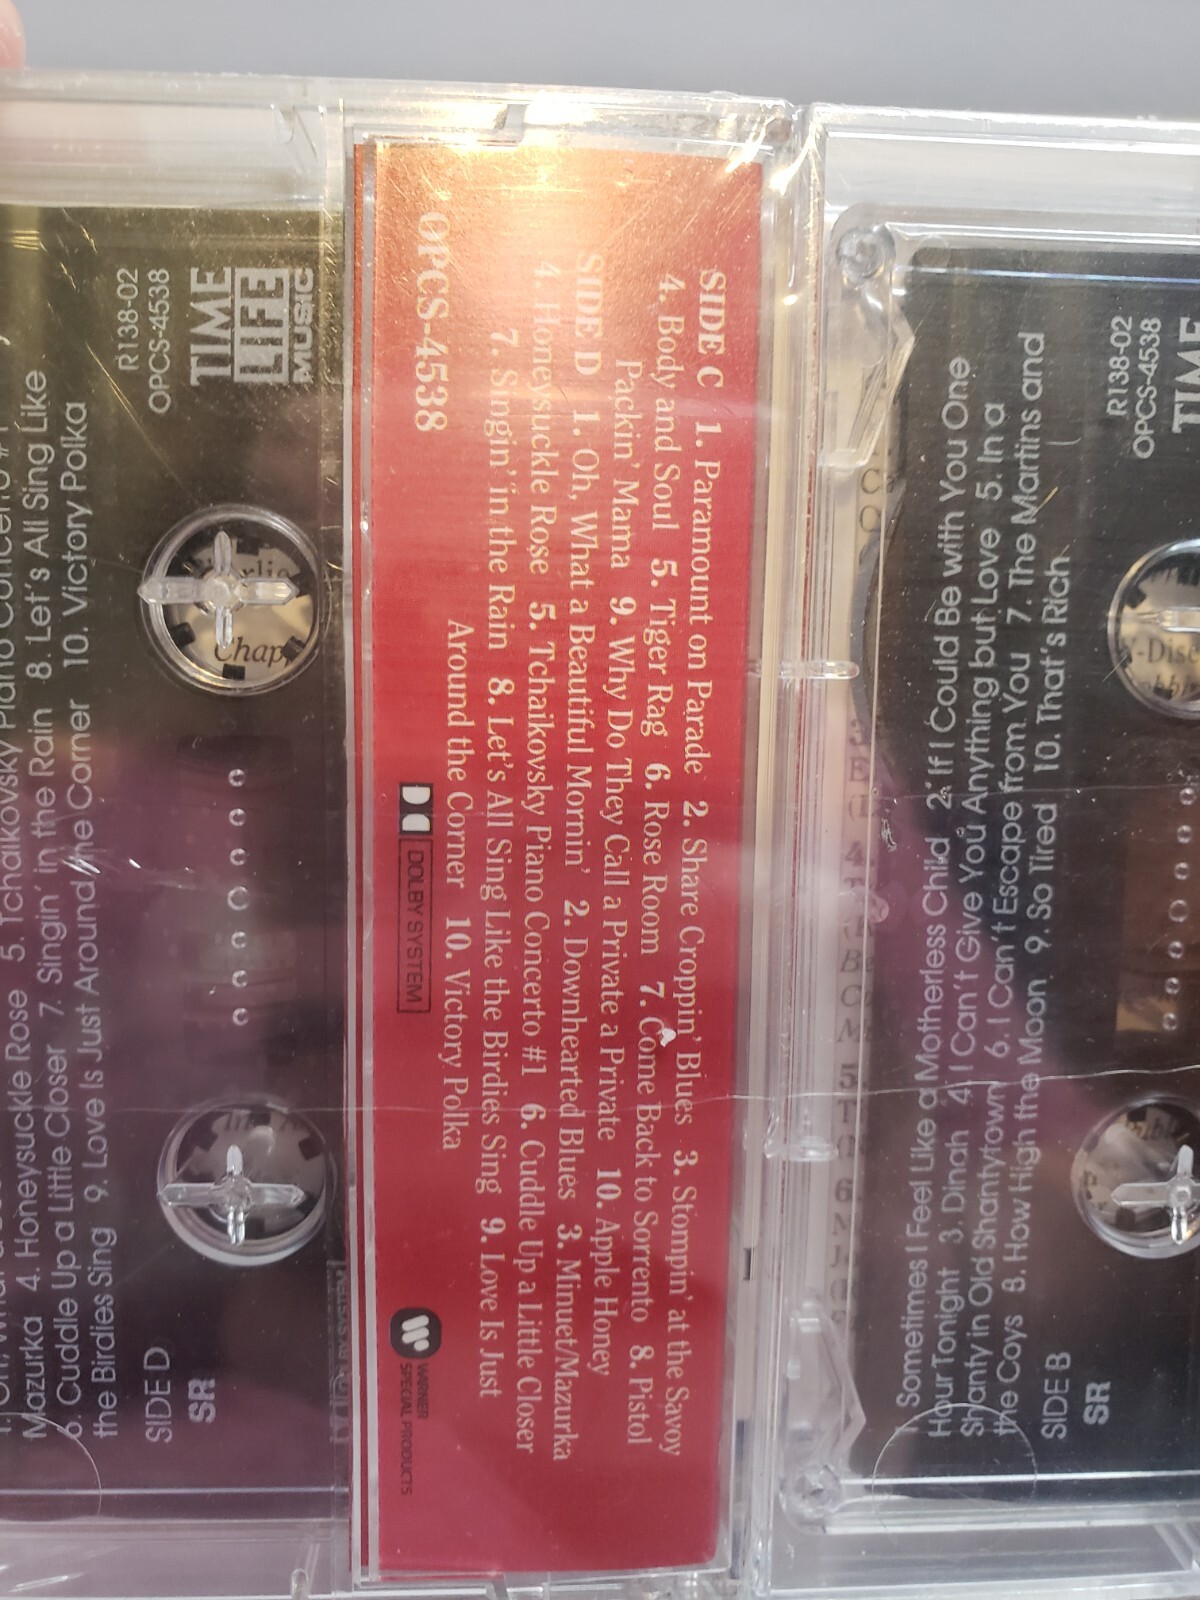 SIDE C 1. Paramount on Parade 2. Share Croppin' Blues 3. Stompin' at the Savoy
4. Body and Soul 5. Tiger Rag 6. Rose Room 7. Come Back to Sorrento 8. Pistol
Packin' Mama 9. Why Do They Call a Private a Private 10. Apple Honey
SIDE D 1. Oh, What a Beautiful Mornin' 2. Downhearted Blues 3. Minuet/Mazurka
4. Honeysuckle Rose 5. Tchaikovsky Piano Concerto #1 6. Cuddle Up a Little Closer
7. Singin' in the Rain 8. Let's All Sing Like the Birdies Sing 9. Love Is Just
Around the Corner 10. Victory Polka
OPCS-4538
DOLBY SYSTEM
WARNER
SPECIAL PRODUCTS
Mazurka 4. Honeysuckle Rose 5. Tchaikovsky Piano Concerto #1
6. Cuddle Up a Little Closer 7. Singin' in the Rain 8. Let's All Sing Like
the Birdies Sing 9. Love Is Just Around the Corner 10. Victory Polka
SIDE D
SR
R138-02
OPCS-4538
TIME
LIFE
MUSIC
Chap
Sometimes I Feel Like a Motherless Child 2. If I Could Be with You One
Hour Tonight 3. Dinah 4. I Can't Give You Anything but Love 5. In a
Shanty in Old Shantytown 6. I Can't Escape from You 7. The Martins and
the Coys 8. How High the Moon 9. So Tired 10. That's Rich
SIDE B
SR
R138-02
OPCS-4538
TIME